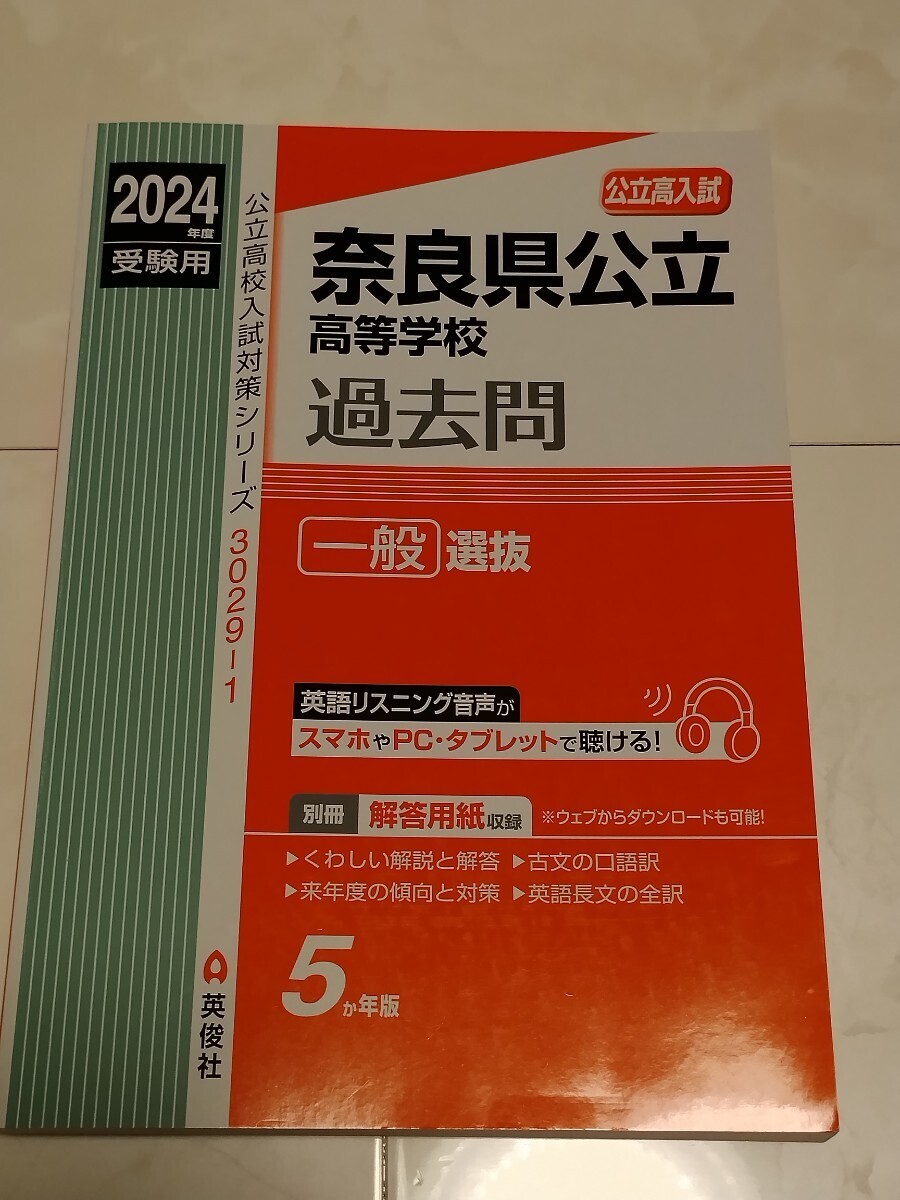 2024年度
受験用
公立高校入試対策シリーズ 3029-1
公立高入試
奈良県公立
高等学校
過去問
一般 選抜
英語リスニング音声が
スマホやPC・タブレットで聴ける!
別冊 解答用紙収録 ※ウェブからダウンロードも可能!
▶くわしい解説と解答 ▶古文の口語訳
▶来年度の傾向と対策 ▶英語長文の全訳
5か年版
英俊社